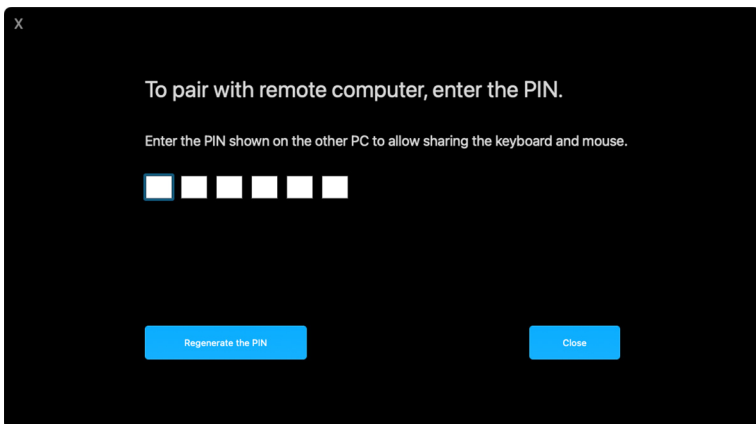 X
To pair with remote computer, enter the PIN.
Enter the PIN shown on the other PC to allow sharing the keyboard and mouse.
Regenerate the PIN
Close